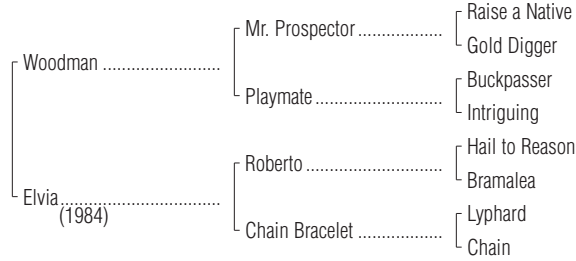 Raise a Native
Mr. Prospector ..................
Gold Digger
Woodman .........................
Buckpasser
Playmate ...........................
Intriguing
Hail to Reason
Roberto .............................
Bramalea
Elvia ..................................
(1984)
Lyphard
Chain Bracelet ..................
Chain